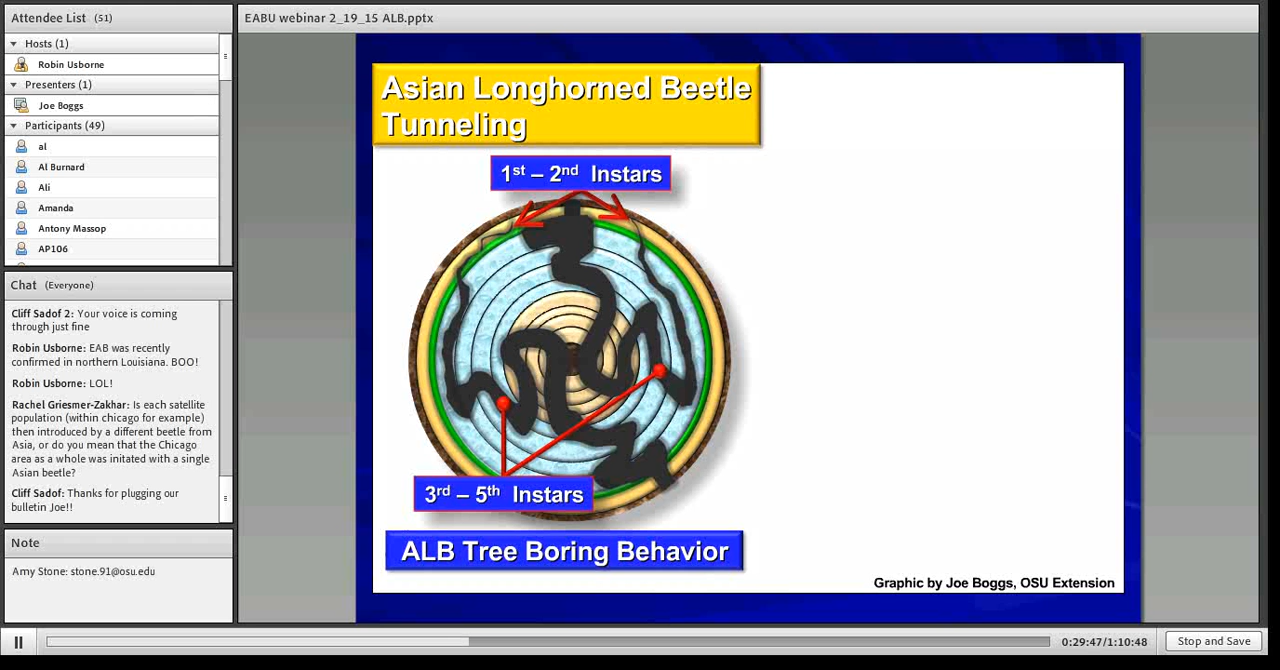 Attendee List (51)
Hosts (1)
Robin Usborne
Presenters (1)
Joe Boggs
Participants (49)
al
Al Burnard
Ali
Amanda
Antony Massop
AP106
Chat (Everyone)
Cliff Sadof 2: Your voice is coming
through just fine
Robin Usborne: EAB was recently
confirmed in northern Louisiana. BOO!
Robin Usborne: LOL!
Rachel Griesmer-Zakhar: Is each satellite
population (within chicago for example)
then introduced by a different beetle from
Asia, or do you mean that the Chicago
area as a whole was initated with a single
Asian beetle?
Cliff Sadof: Thanks for plugging our
bulletin Joe!!
Note
Amy Stone: stone.91@osu.edu
EABU webinar 2_19_15 ALB.pptx
Asian Longhorned Beetle
Tunneling
1st – 2nd Instars
3rd – 5th Instars
ALB Tree Boring Behavior
Graphic by Joe Boggs, OSU Extension
0:29:47/1:10:48
Stop and Save